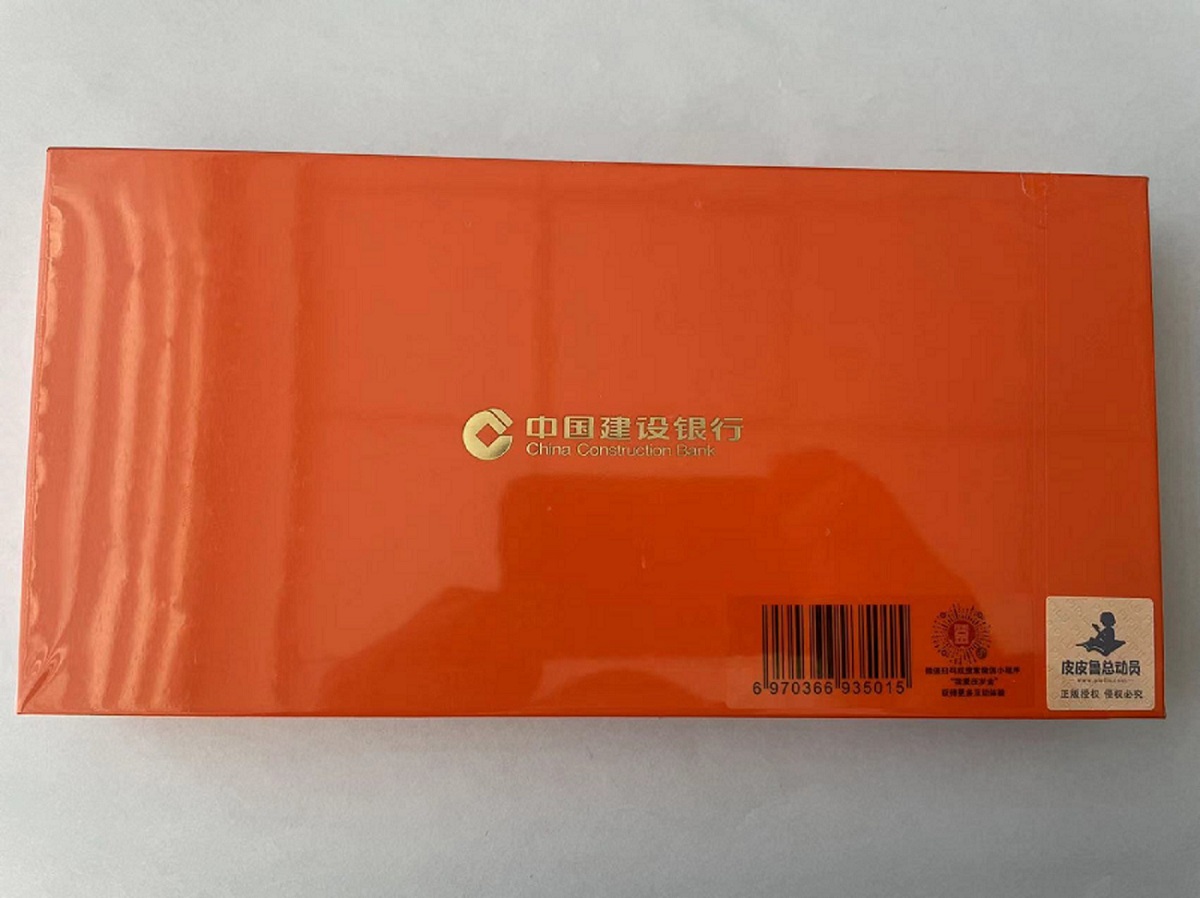 中国建设银行
China Construction Bank
6 970366 935015
皮皮鲁总动员
正版授权 侵权必究